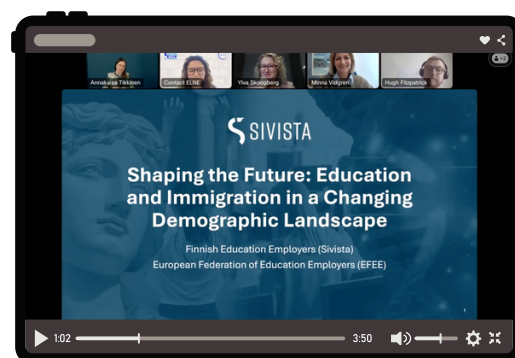 Annakaisa Tikkinen
Contact ELNE
Ylva Skoogberg
Minna Vidgren
Hugh Fitzpatrick
SIVISTA
Shaping the Future: Education
and Immigration in a Changing
Demographic Landscape
Finnish Education Employers (Sivista)
European Federation of Education Employers (EFEE)
1:02
3:50